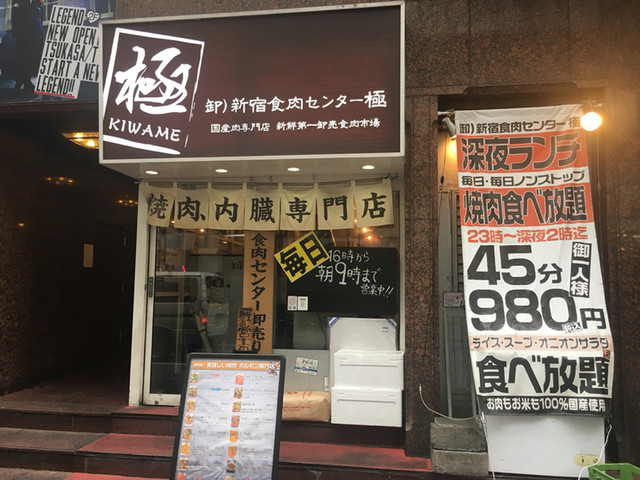 LEGEND
NEW OPEN
TSUKASA/T
START A NEW
LEGEND!!
極
KIWAME
卸）新宿食肉センター極
国産肉専門店 新鮮第一卸売食肉市場
焼肉、内臓専門店
食肉センター卸売り
毎日
16時から
朝9時まで
営業中!!
卸）新宿食肉センター
深夜ランチ
毎日・毎日ノンストップ
焼肉食べ放題
23時〜深夜2時迄
45分
御一人様
980円
税込
ライス・スープ・オニオンサラダ
食べ放題
お肉もお米も100%国産使用